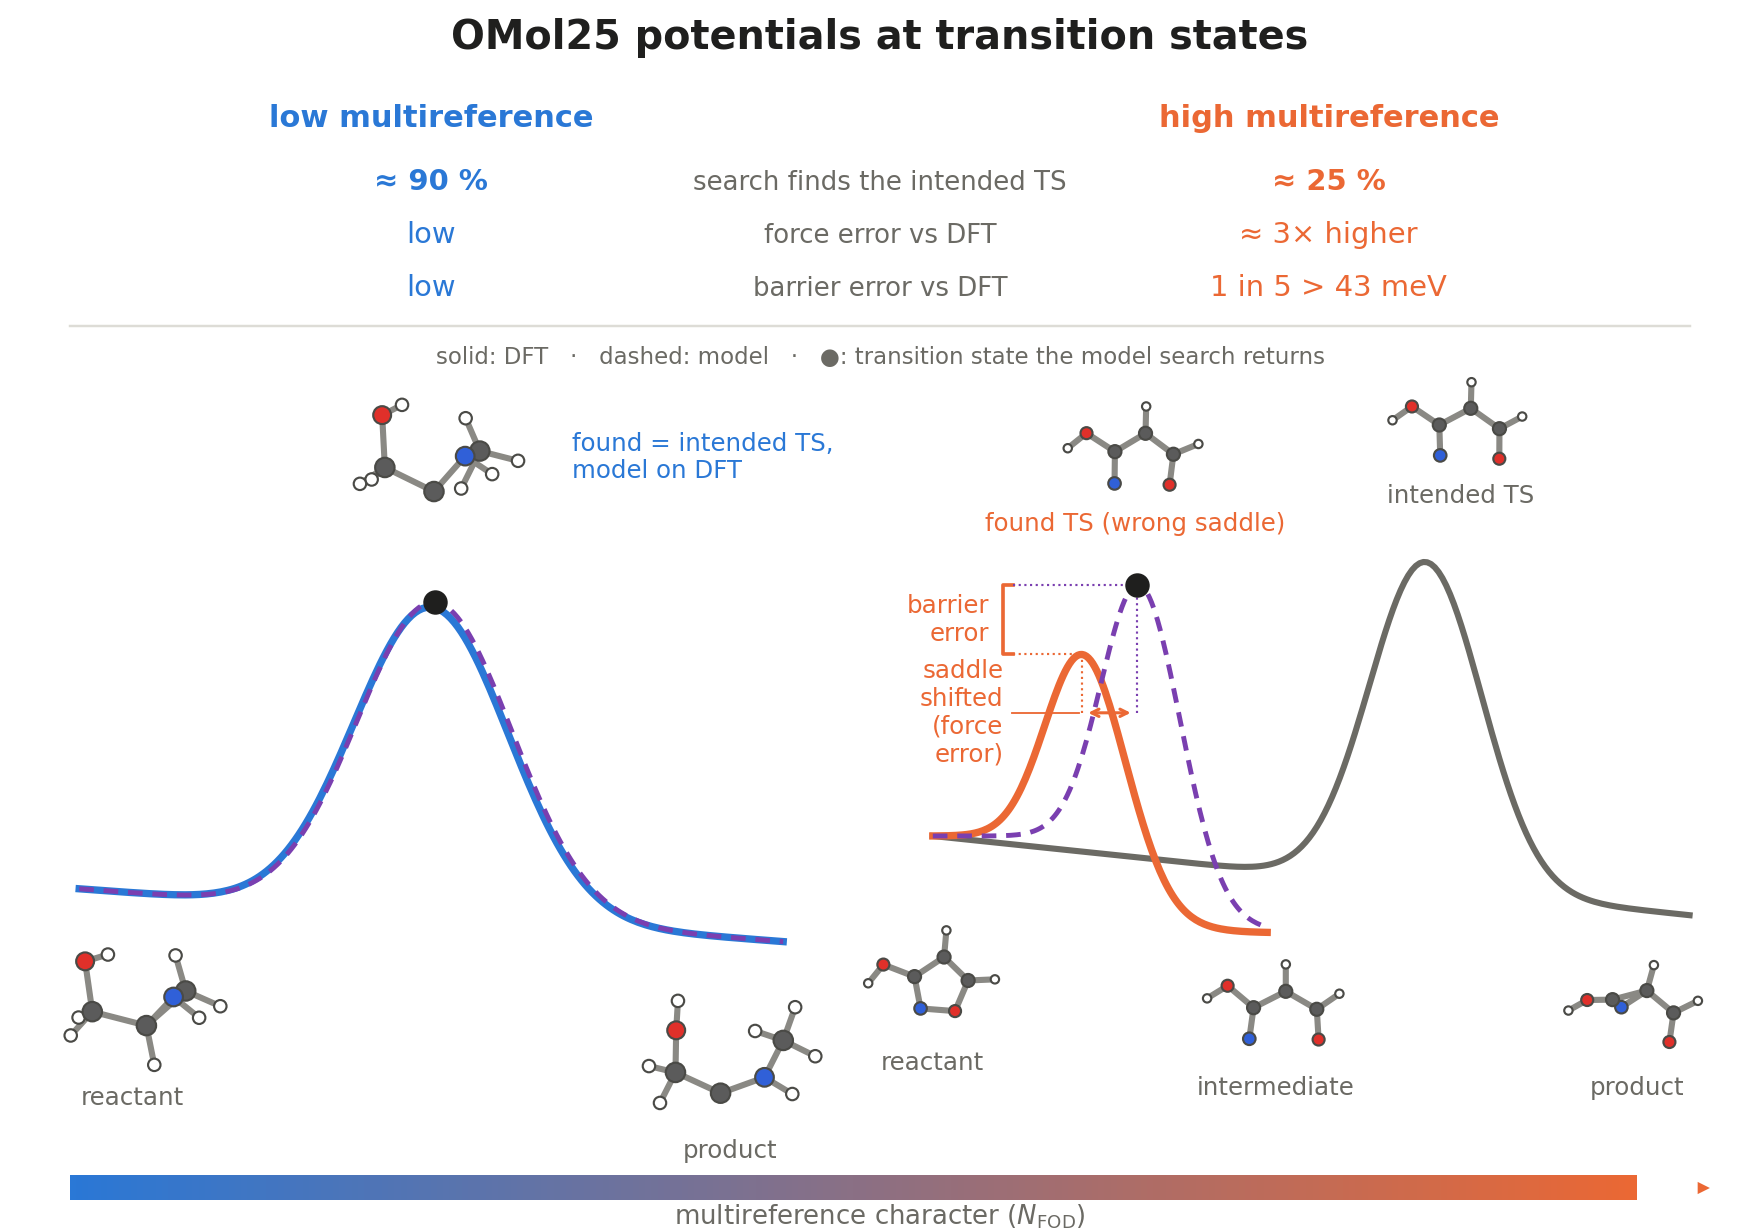 OMol25 potentials at transition states
low multireference
high multireference
≈ 90 %
search finds the intended TS
≈ 25 %
low
force error vs DFT
≈ 3× higher
low
barrier error vs DFT
1 in 5 > 43 meV
solid: DFT · dashed: model · ●: transition state the model search returns
found = intended TS,
model on DFT
found TS (wrong saddle)
intended TS
barrier
error
saddle
shifted
(force
error)
reactant
product
reactant
intermediate
product
multireference character (N_FOD)